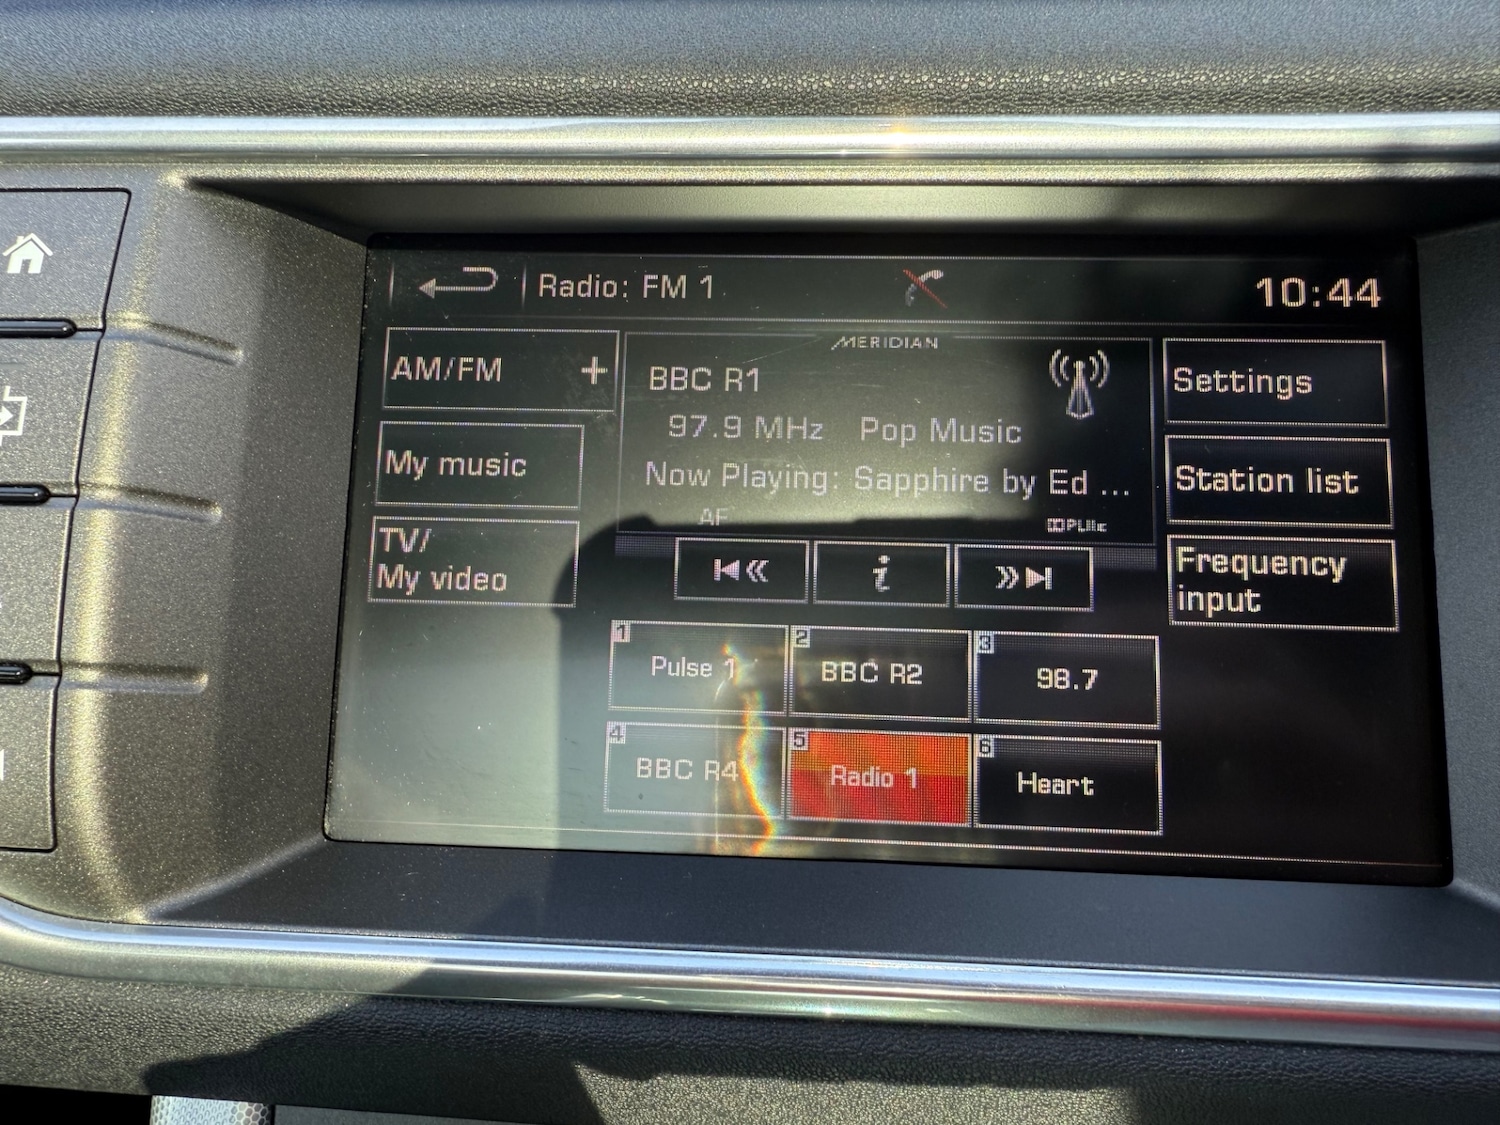 Radio: FM 1
10:44
AM/FM +
My music
TV/
My video
MERIDIAN
BBC R1
97.9 MHz Pop Music
Now Playing: Sapphire by Ed ...
AF
i
Settings
Station list
Frequency
input
1
Pulse 1
2
BBC R2
3
98.7
4
BBC R4
5
Radio 1
6
Heart